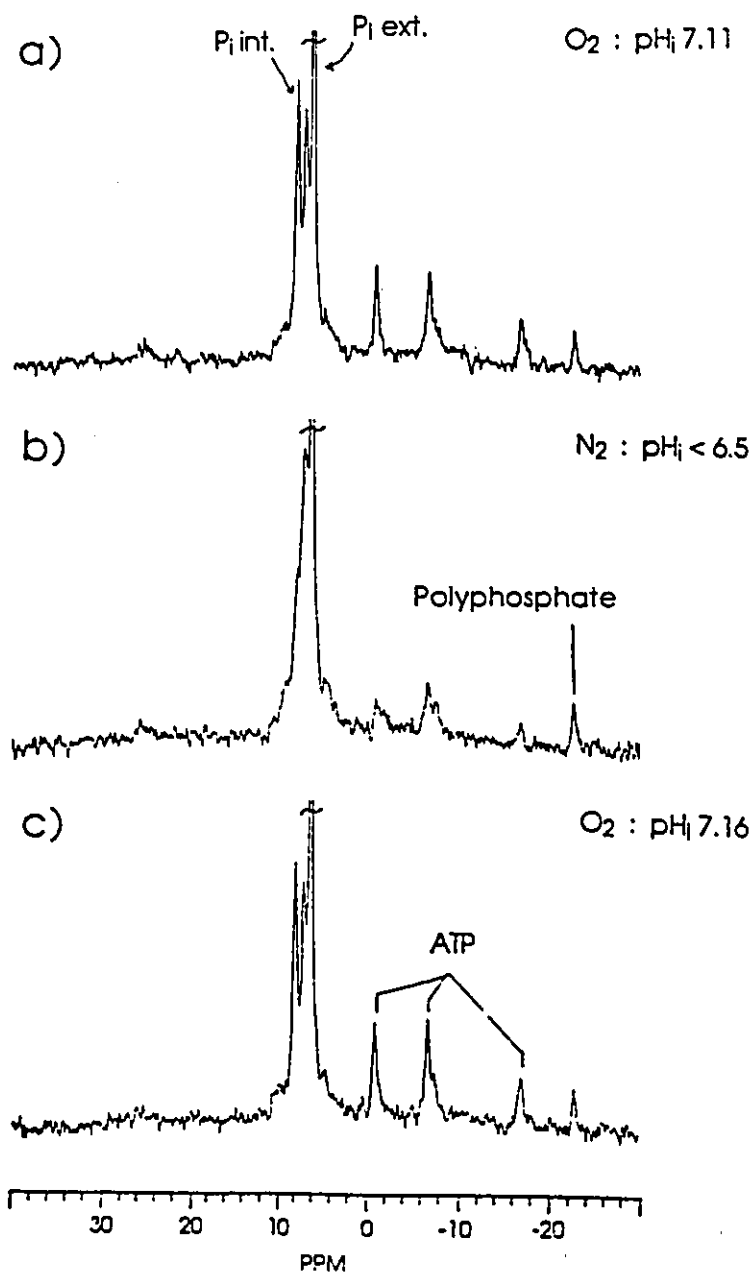 a)
Pi int.
Pi ext.
O2 : pHi 7.11
b)
N2 : pHi < 6.5
Polyphosphate
c)
O2 : pHi 7.16
ATP
30 20 10 0 -10 -20
PPM